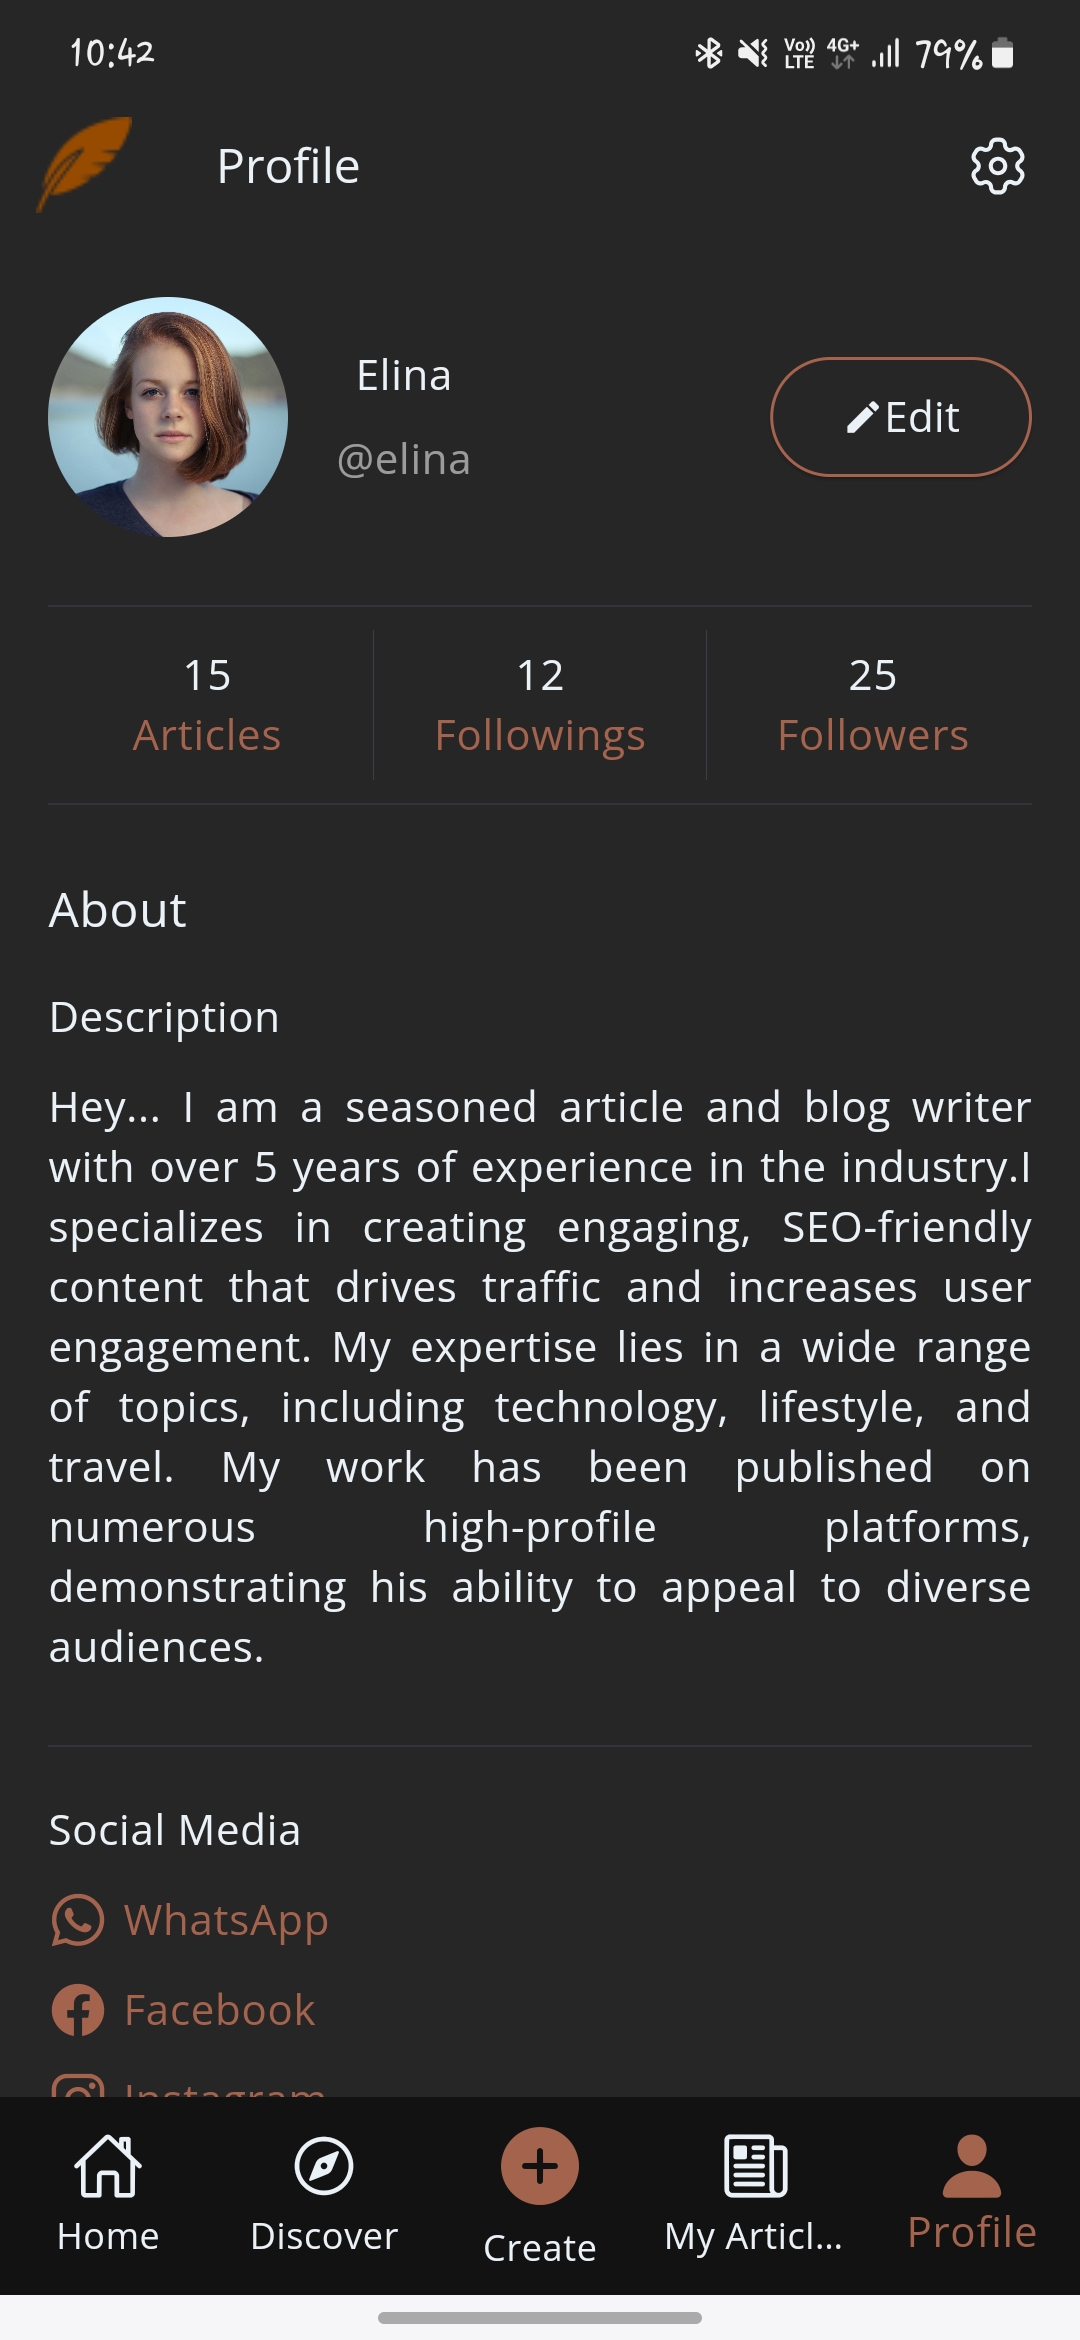 10:42
Vo)) LTE 4G+ 79%
Profile
Elina
@elina
Edit
15
Articles
12
Followings
25
Followers
About
Description
Hey... I am a seasoned article and blog writer
with over 5 years of experience in the industry.I
specializes in creating engaging, SEO-friendly
content that drives traffic and increases user
engagement. My expertise lies in a wide range
of topics, including technology, lifestyle, and
travel. My work has been published on
numerous high-profile platforms,
demonstrating his ability to appeal to diverse
audiences.
Social Media
WhatsApp
Facebook
Instagram
Home
Discover
Create
My Articl...
Profile